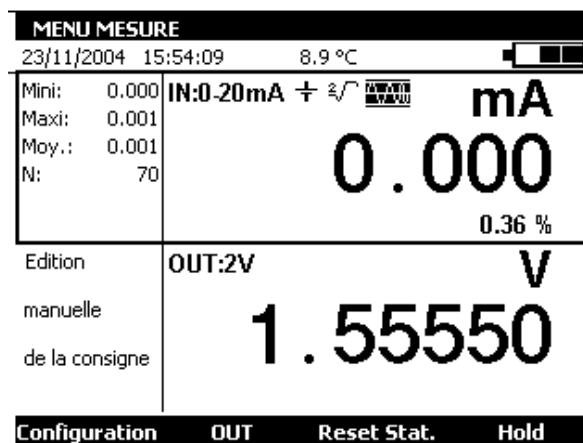 MENU MESURE
23/11/2004 15:54:09 8.9 °C
Mini: 0.000
Maxi: 0.001
Moy.: 0.001
N: 70
IN:0-20mA
mA
0.000
0.36 %
Edition
manuelle
de la consigne
OUT:2V
V
1.55550
Configuration OUT Reset Stat. Hold